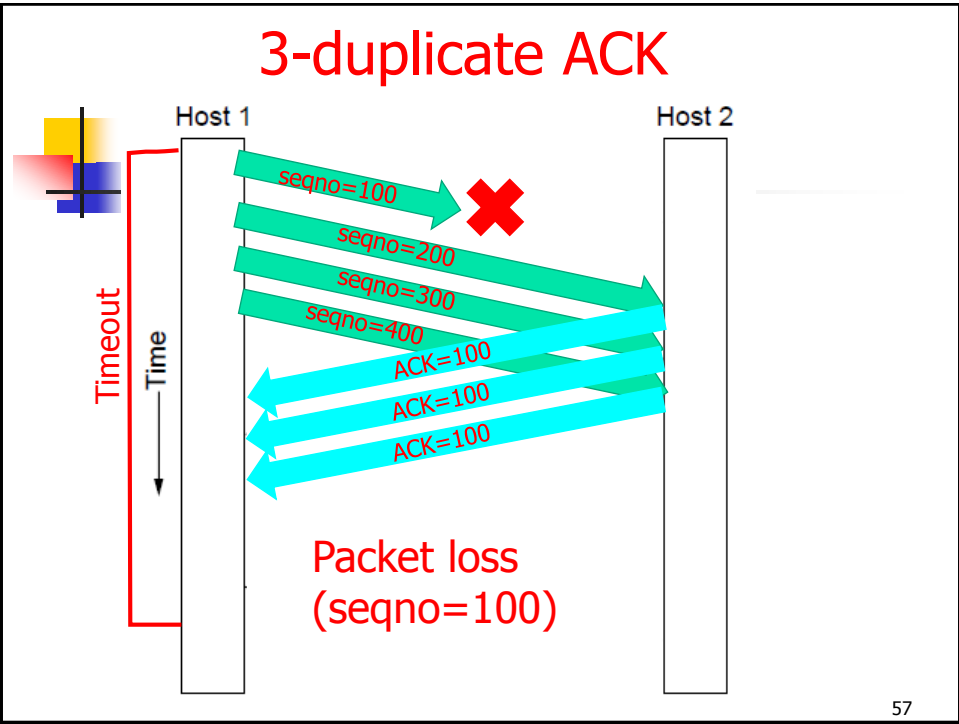 3-duplicate ACK
Host 1
Host 2
seqno=100
seqno=200
seqno=300
seqno=400
ACK=100
ACK=100
ACK=100
Timeout
Time
Packet loss
(seqno=100)
57